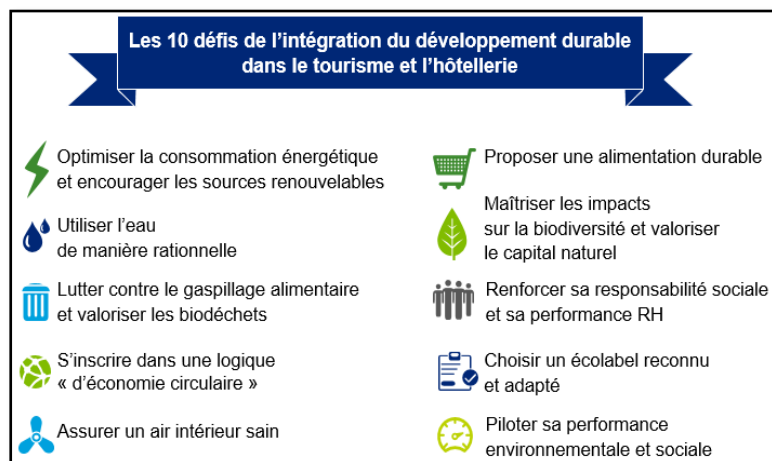 Les 10 défis de l'intégration du développement durable
dans le tourisme et l'hôtellerie
Optimiser la consommation énergétique
et encourager les sources renouvelables
Utiliser l'eau
de manière rationnelle
Lutter contre le gaspillage alimentaire
et valoriser les biodéchets
S'inscrire dans une logique
« d'économie circulaire »
Assurer un air intérieur sain
Proposer une alimentation durable
Maîtriser les impacts
sur la biodiversité et valoriser
le capital naturel
Renforcer sa responsabilité sociale
et sa performance RH
Choisir un écolabel reconnu
et adapté
Piloter sa performance
environnementale et sociale